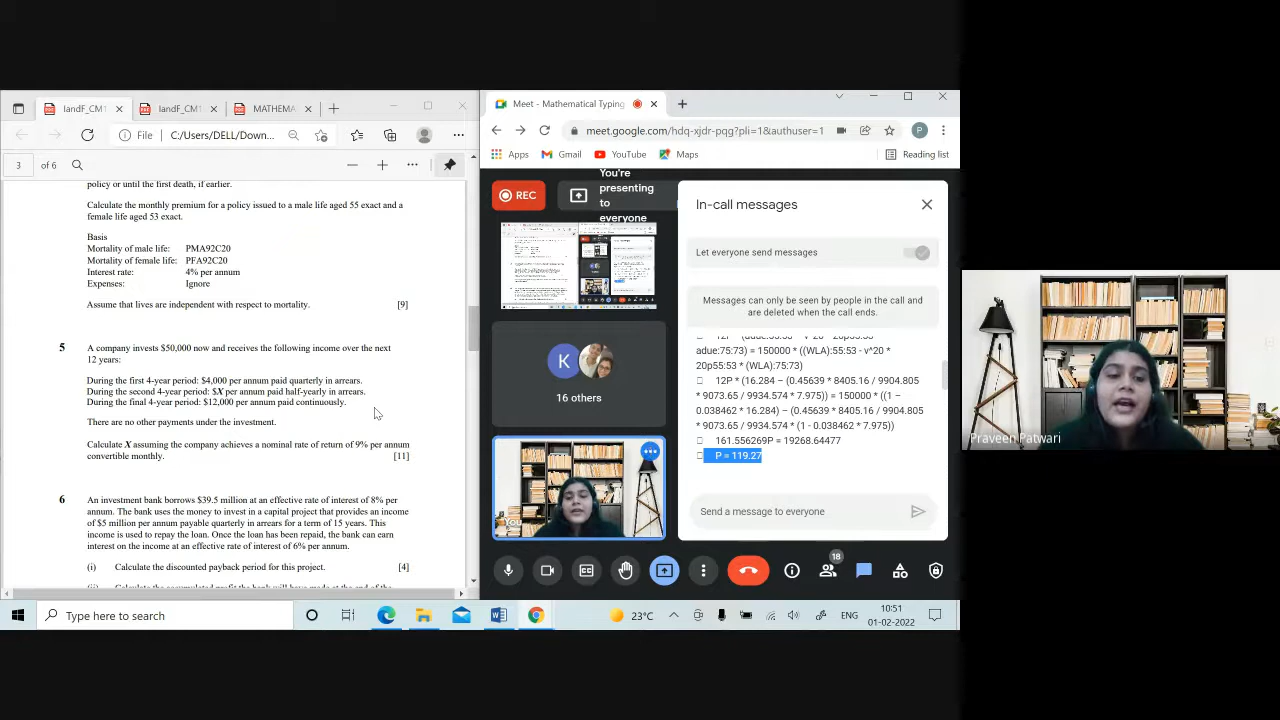 landF_CM1
landF_CM1
MATHEMA
File
C:/Users/DELL/Down...
3 of 6
policy or until the first death, if earlier.
Calculate the monthly premium for a policy issued to a male life aged 55 exact and a
female life aged 53 exact.
Basis
Mortality of male life: PMA92C20
Mortality of female life: PFA92C20
Interest rate: 4% per annum
Expenses: Ignore
Assume that lives are independent with respect to mortality. [9]
5 A company invests $50,000 now and receives the following income over the next
12 years:
During the first 4-year period: $4,000 per annum paid quarterly in arrears.
During the second 4-year period: $X per annum paid half-yearly in arrears.
During the final 4-year period: $12,000 per annum paid continuously.
There are no other payments under the investment.
Calculate X assuming the company achieves a nominal rate of return of 9% per annum
convertible monthly. [11]
6 An investment bank borrows $39.5 million at an effective rate of interest of 8% per
annum. The bank uses the money to invest in a capital project that provides an income
of $5 million per annum payable quarterly in arrears for a term of 15 years. This
income is used to repay the loan. Once the loan has been repaid, the bank can earn
interest on the income at an effective rate of interest of 6% per annum.
(i) Calculate the discounted payback period for this project. [4]
Meet - Mathematical Typing
meet.google.com/hdq-xjdr-pqg?pli=1&authuser=1
P
Apps
Gmail
YouTube
Maps
Reading list
REC
You're
presenting
to
everyone
K
16 others
You
In-call messages
Let everyone send messages
Messages can only be seen by people in the call and
are deleted when the call ends.
adue:75:73) = 150000 * ((WLA):55:53 - v^20 *
20p55:53 * (WLA):75:73)
12P * (16.284 – (0.45639 * 8405.16 / 9904.805
* 9073.65 / 9934.574 * 7.975)) = 150000 * ((1 –
0.038462 * 16.284) – (0.45639 * 8405.16 / 9904.805
* 9073.65 / 9934.574 * (1 - 0.038462 * 7.975))
161.556269P = 19268.64477
P = 119.27
Send a message to everyone
18
Praveen Patwari
Type here to search
23°C
ENG
10:51
01-02-2022